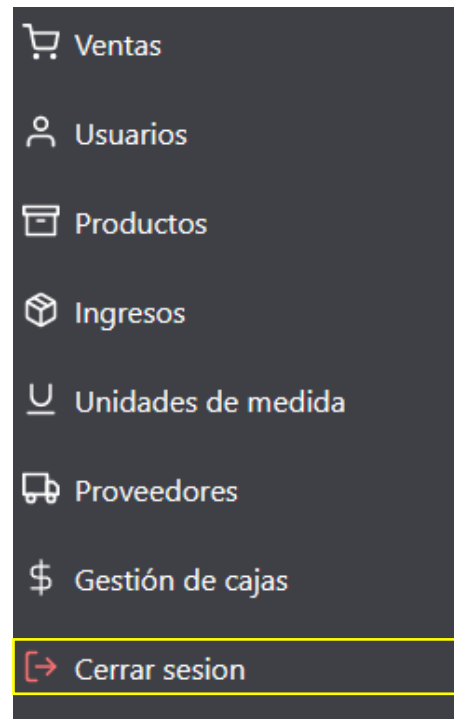 Ventas
Usuarios
Productos
Ingresos
Unidades de medida
Proveedores
Gestión de cajas
Cerrar sesion